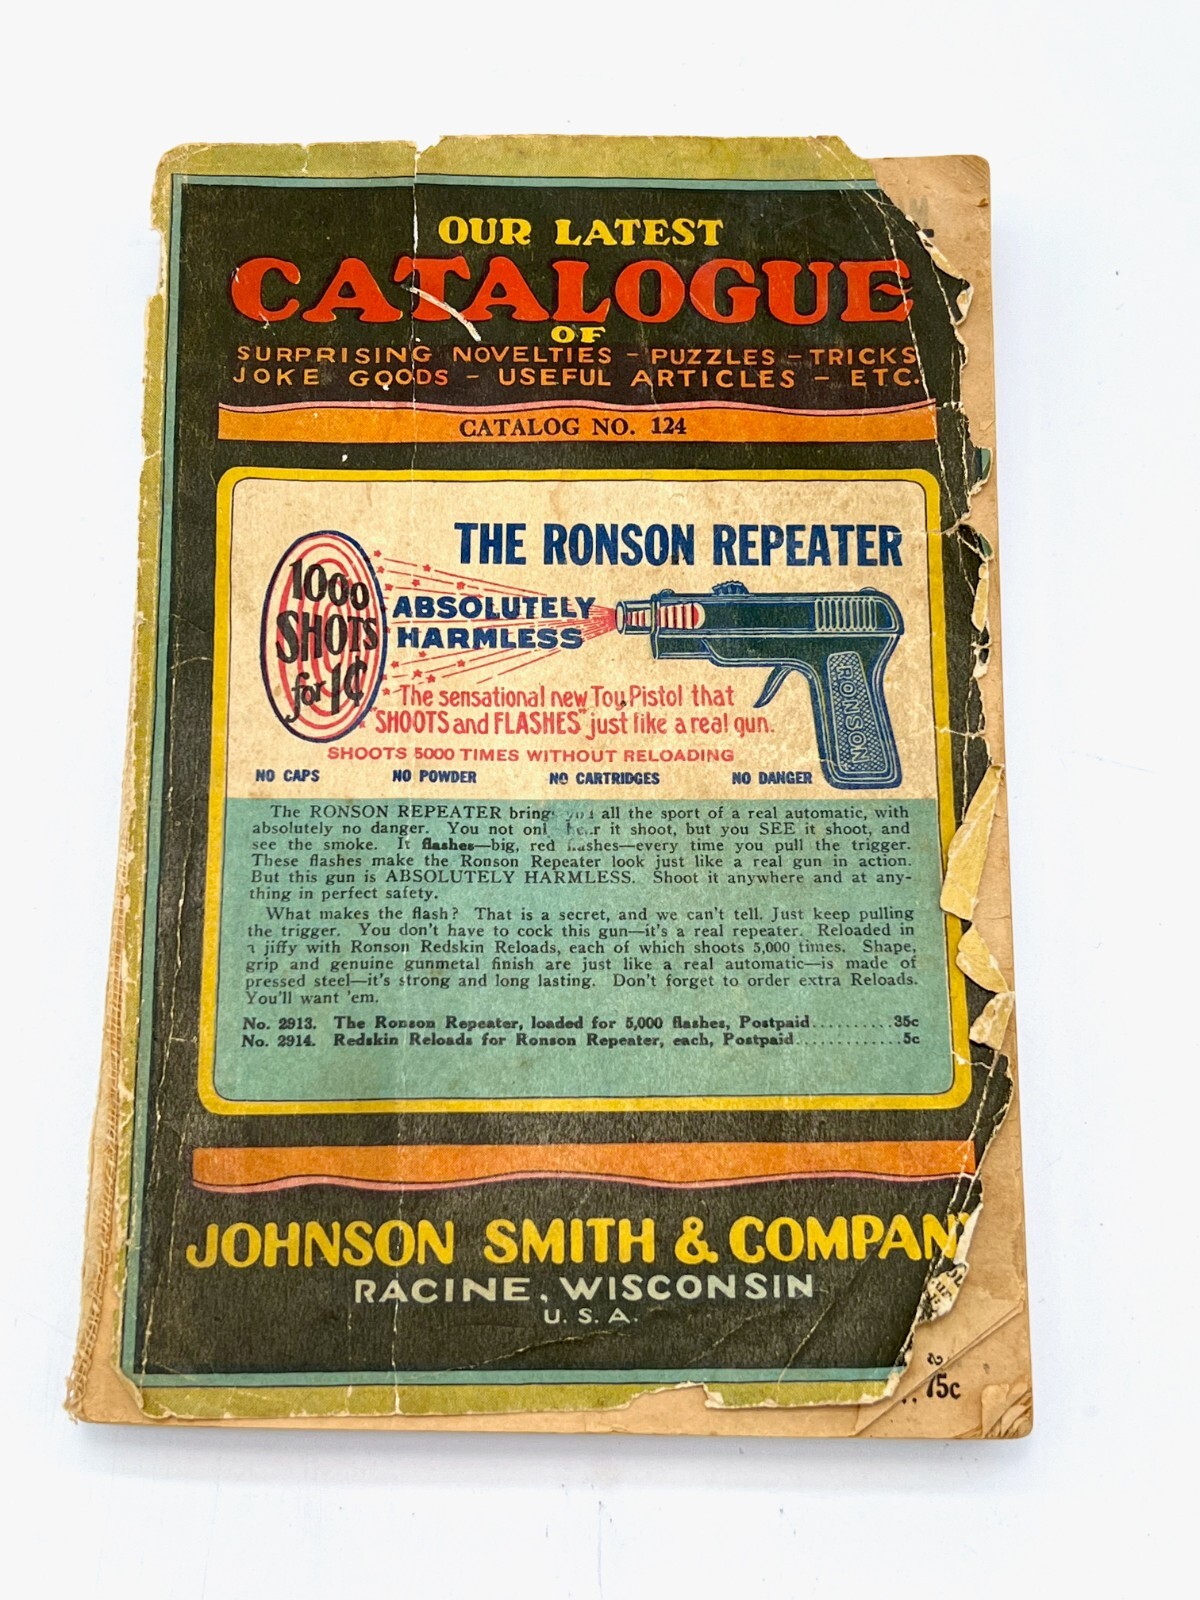 OUR LATEST
CATALOGUE
OF
SURPRISING NOVELTIES - PUZZLES - TRICKS
JOKE GOODS - USEFUL ARTICLES - ETC.
CATALOG NO. 124
THE RONSON REPEATER
1000
SHOTS
for 1¢
ABSOLUTELY
HARMLESS
RONSON
The sensational new Toy Pistol that
"SHOOTS and FLASHES" just like a real gun.
SHOOTS 5000 TIMES WITHOUT RELOADING
NO CAPS NO POWDER NO CARTRIDGES NO DANGER
The RONSON REPEATER brings you all the sport of a real automatic, with
absolutely no danger. You not only hear it shoot, but you SEE it shoot, and
see the smoke. It flashes—big, red flashes—every time you pull the trigger.
These flashes make the Ronson Repeater look just like a real gun in action.
But this gun is ABSOLUTELY HARMLESS. Shoot it anywhere and at any-
thing in perfect safety.
What makes the flash? That is a secret, and we can't tell. Just keep pulling
the trigger. You don't have to cock this gun—it's a real repeater. Reloaded in
a jiffy with Ronson Redskin Reloads, each of which shoots 5,000 times. Shape,
grip and genuine gunmetal finish are just like a real automatic—is made of
pressed steel—it's strong and long lasting. Don't forget to order extra Reloads.
You'll want 'em.
No. 2913. The Ronson Repeater, loaded for 5,000 flashes, Postpaid..........35c
No. 2914. Redskin Reloads for Ronson Repeater, each, Postpaid.............5c
JOHNSON SMITH & COMPANY
RACINE, WISCONSIN
U. S. A.
75c